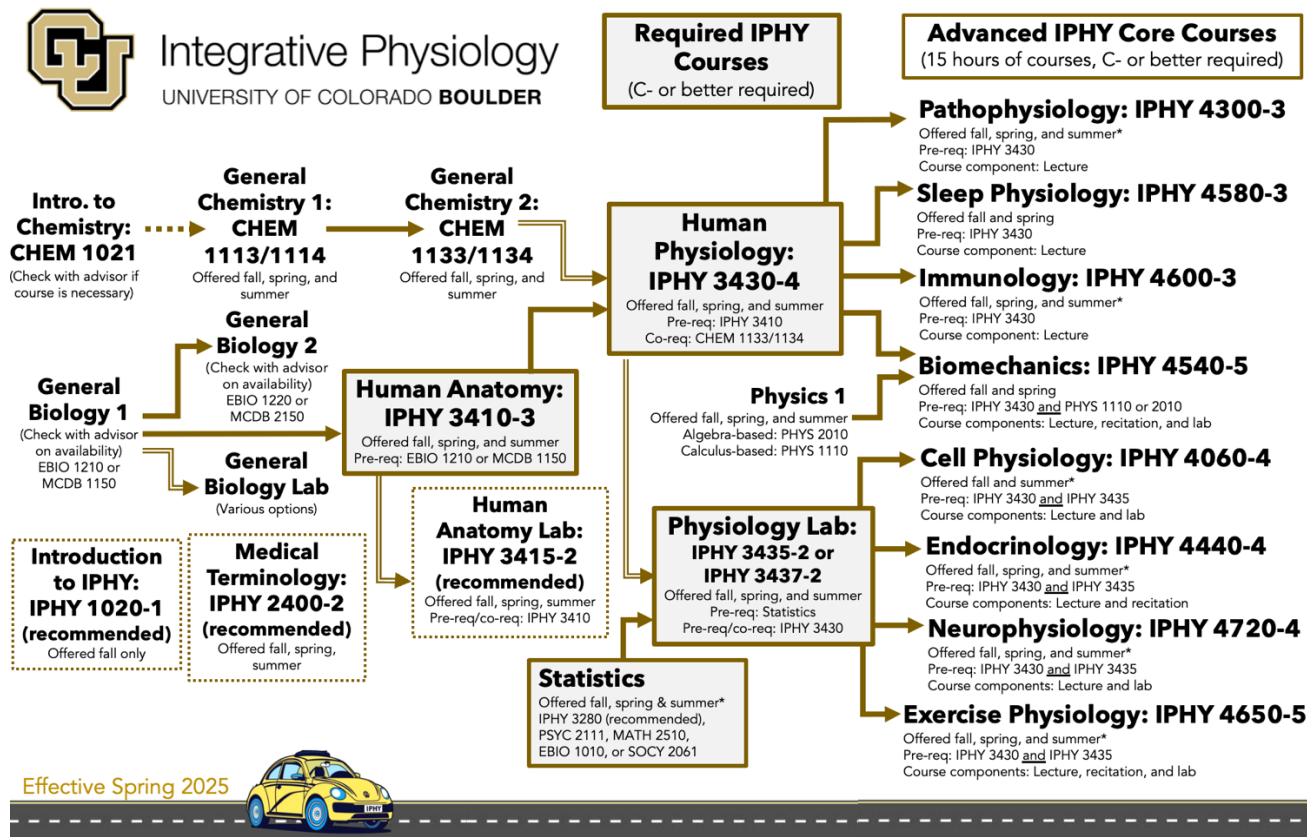 CU
Integrative Physiology
UNIVERSITY OF COLORADO BOULDER
Required IPHY
Courses
(C- or better required)
Advanced IPHY Core Courses
(15 hours of courses, C- or better required)
Intro. to
Chemistry:
CHEM 1021
(Check with advisor if
course is necessary)
General
Chemistry 1:
CHEM
1113/1114
Offered fall, spring, and
summer
General
Chemistry 2:
CHEM
1133/1134
Offered fall, spring, and
summer
General
Biology 1
(Check with advisor
on availability)
EBIO 1210 or
MCDB 1150
General
Biology 2
(Check with advisor
on availability)
EBIO 1220 or
MCDB 2150
General
Biology Lab
(Various options)
Human Anatomy:
IPHY 3410-3
Offered fall, spring, and summer
Pre-req: EBIO 1210 or MCDB 1150
Human
Physiology:
IPHY 3430-4
Offered fall, spring, and summer
Pre-req: IPHY 3410
Co-req: CHEM 1133/1134
Physics 1
Offered fall, spring, and summer
Algebra-based: PHYS 2010
Calculus-based: PHYS 1110
Introduction
to IPHY:
IPHY 1020-1
(recommended)
Offered fall only
Medical
Terminology:
IPHY 2400-2
(recommended)
Offered fall, spring,
summer
Human
Anatomy Lab:
IPHY 3415-2
(recommended)
Offered fall, spring, summer
Pre-req/co-req: IPHY 3410
Physiology Lab:
IPHY 3435-2 or
IPHY 3437-2
Offered fall, spring, and summer
Pre-req: Statistics
Pre-req/co-req: IPHY 3430
Statistics
Offered fall, spring & summer*
IPHY 3280 (recommended),
PSYC 2111, MATH 2510,
EBIO 1010, or SOCY 2061
Pathophysiology: IPHY 4300-3
Offered fall, spring, and summer*
Pre-req: IPHY 3430
Course component: Lecture
Sleep Physiology: IPHY 4580-3
Offered fall and spring
Pre-req: IPHY 3430
Course component: Lecture
Immunology: IPHY 4600-3
Offered fall, spring, and summer*
Pre-req: IPHY 3430
Course component: Lecture
Biomechanics: IPHY 4540-5
Offered fall and spring
Pre-req: IPHY 3430 and PHYS 1110 or 2010
Course components: Lecture, recitation, and lab
Cell Physiology: IPHY 4060-4
Offered fall and summer*
Pre-req: IPHY 3430 and IPHY 3435
Course components: Lecture and lab
Endocrinology: IPHY 4440-4
Offered fall, spring, and summer*
Pre-req: IPHY 3430 and IPHY 3435
Course components: Lecture and recitation
Neurophysiology: IPHY 4720-4
Offered fall, spring, and summer*
Pre-req: IPHY 3430 and IPHY 3435
Course components: Lecture and lab
Exercise Physiology: IPHY 4650-5
Offered fall, spring, and summer*
Pre-req: IPHY 3430 and IPHY 3435
Course components: Lecture, recitation, and lab
Effective Spring 2025
IPHY